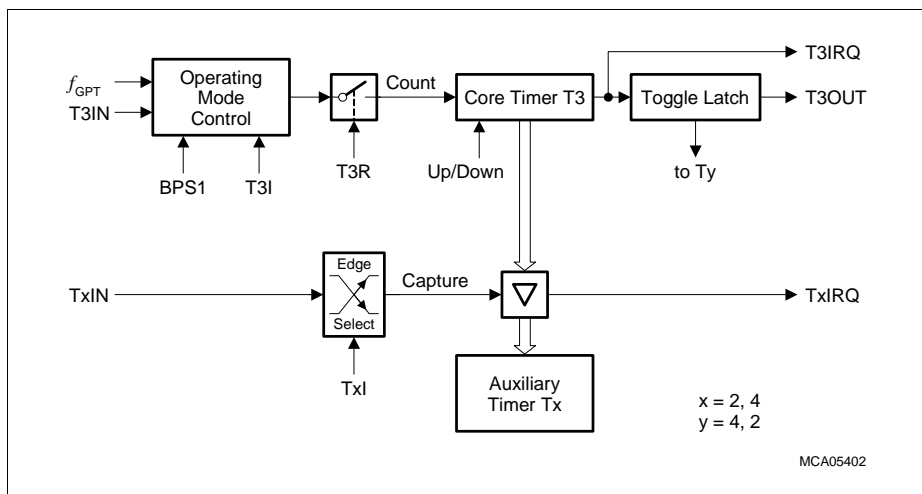 T3IRQ
fGPT
Operating
Mode
Control
Count
Core Timer T3
Toggle Latch
T3OUT
T3IN
BPS1
T3I
T3R
Up/Down
to Ty
Edge
Select
Capture
TxIN
TxIRQ
TxI
Auxiliary
Timer Tx
x = 2, 4
y = 4, 2
MCA05402